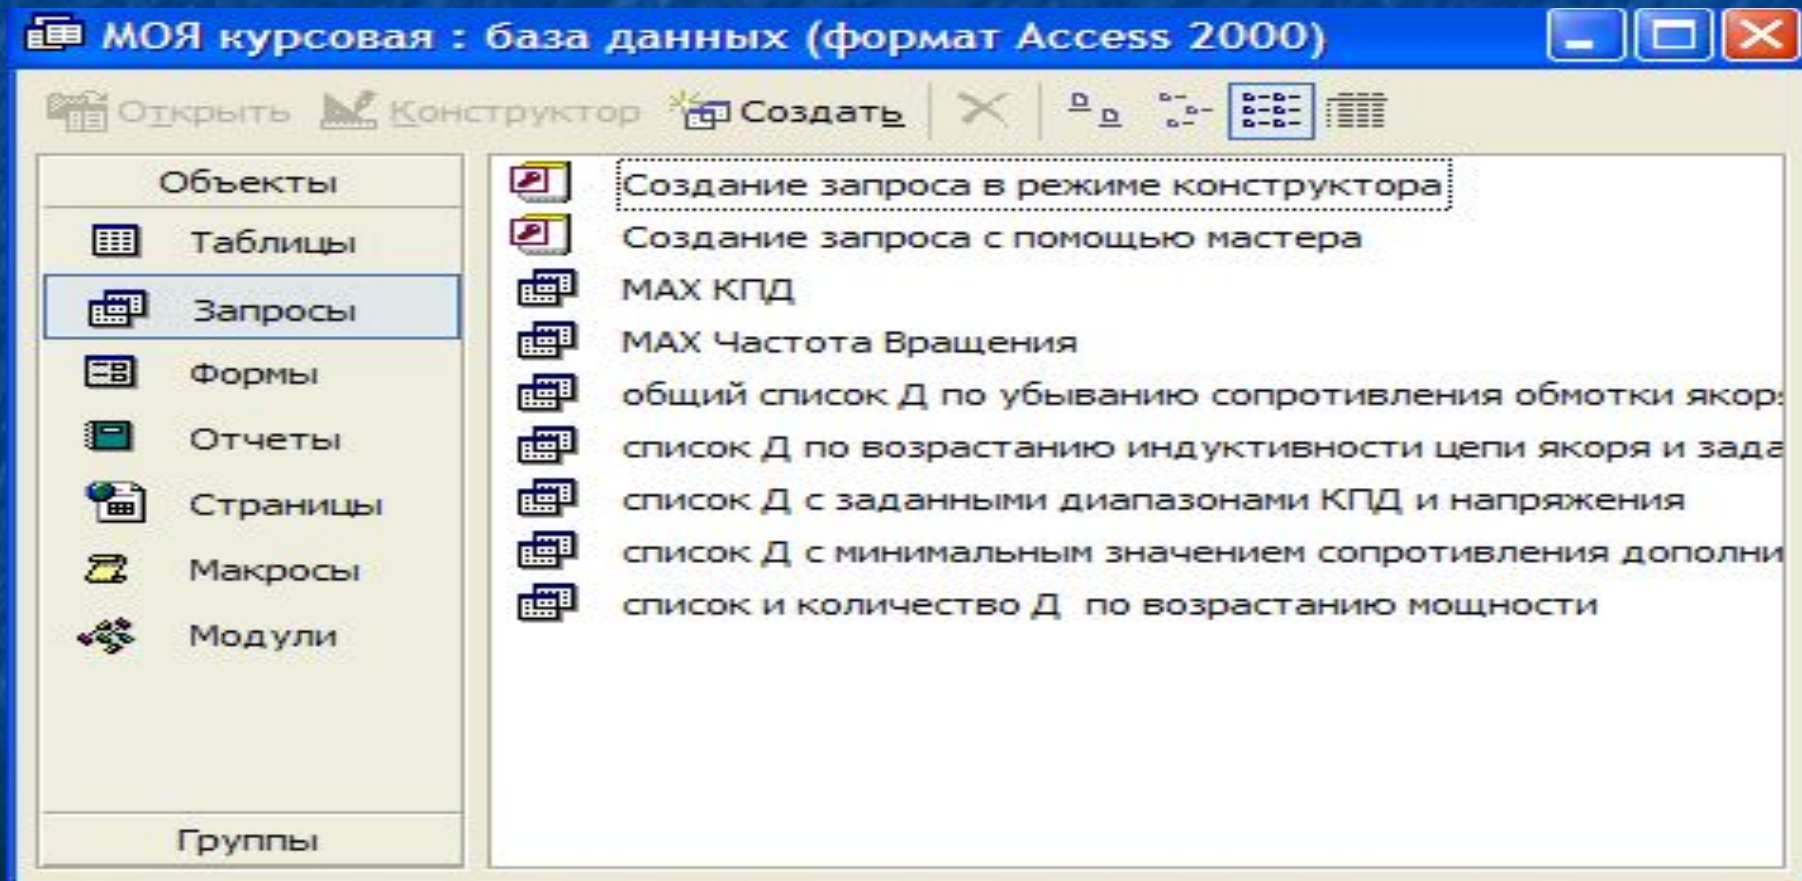 МОЯ курсовая : база данных (формат Access 2000)
Открыть Конструктор Создать
Объекты
Таблицы
Запросы
Формы
Отчеты
Страницы
Макросы
Модули
Группы
Создание запроса в режиме конструктора
Создание запроса с помощью мастера
MAX КПД
MAX Частота Вращения
общий список Д по убыванию сопротивления обмотки
список Д по возрастанию индуктивности цепи якоря и
список Д с заданными диапазонами КПД и напряжения
список Д с минимальным значением сопротивления
список и количество Д по возрастанию мощности